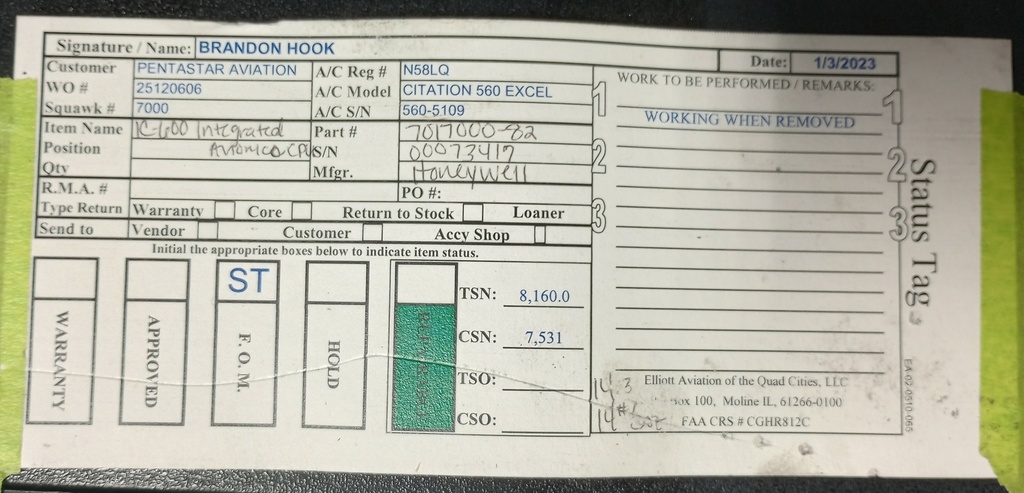 Signature / Name: BRANDON HOOK
Date: 1/3/2023
Customer PENTASTAR AVIATION A/C Reg # N58LQ
WO # 25120606 A/C Model CITATION 560 EXCEL
Squawk # 7000 A/C S/N 560-5109
Item Name IC-600 Integrated Part # 7017000-82
Position Avionics CPU S/N 00073417
Qty Mfgr. Honeywell
R.M.A. # PO #:
Type Return Warranty Core Return to Stock Loaner
Send to Vendor Customer Accy Shop
Initial the appropriate boxes below to indicate item status.
WARRANTY
APPROVED
ST
F. O. M.
HOLD
TSN: 8,160.0
CSN: 7,531
TSO:
CSO:
WORK TO BE PERFORMED / REMARKS:
WORKING WHEN REMOVED
1
2
3
1
2
3
Elliott Aviation of the Quad Cities, LLC
ox 100, Moline IL, 61266-0100
FAA CRS # CGHR812C
Status Tag